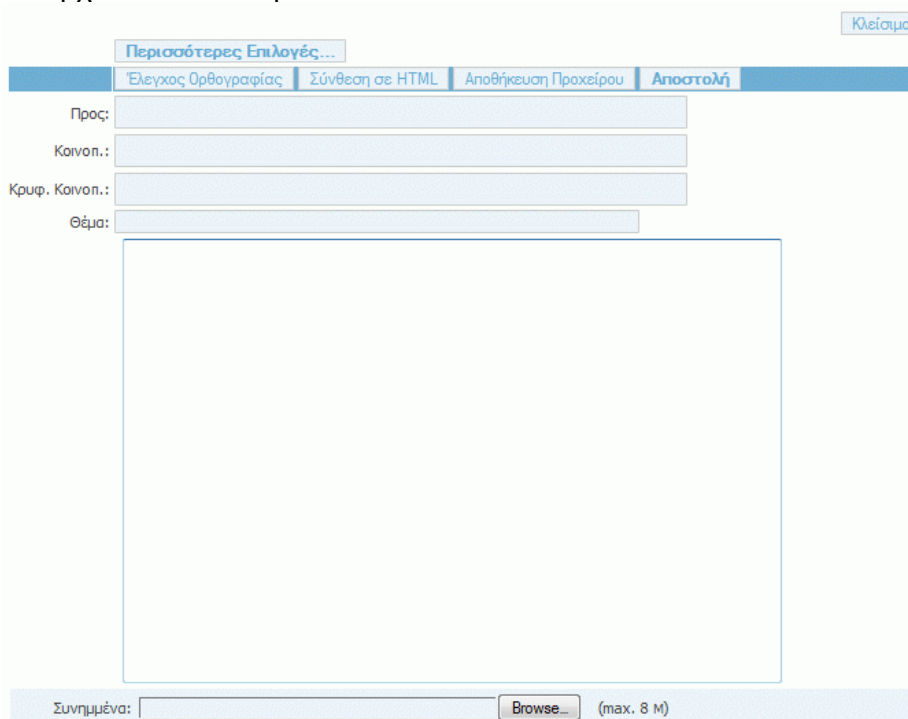 Κλείσιμο
Περισσότερες Επιλογές...
Έλεγχος Ορθογραφίας Σύνθεση σε HTML Αποθήκευση Προχείρου Αποστολή
Προς:
Κοινοπ.:
Κρυφ. Κοινοπ.:
Θέμα:
Συνημμένα: Browse... (max. 8 M)